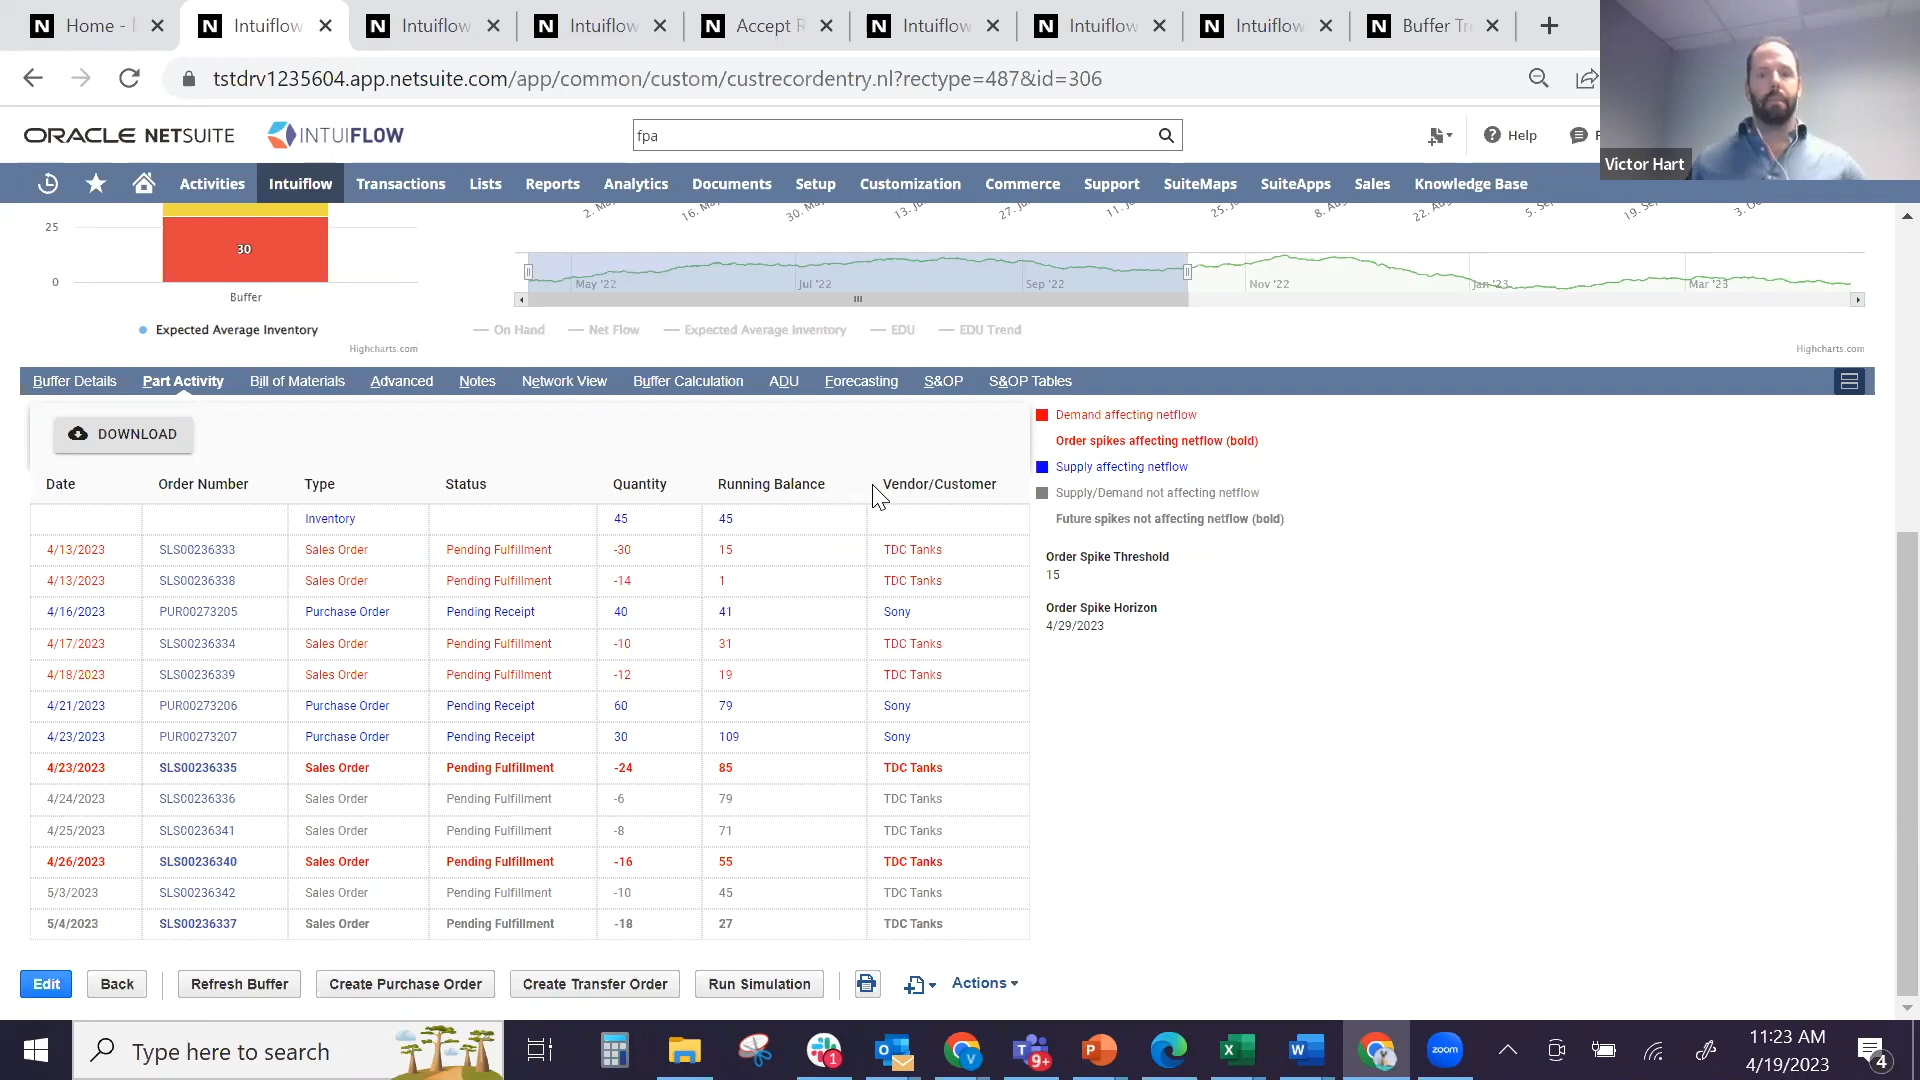 Home - 
Intuiflow
Intuiflow
Intuiflow
Accept R
Intuiflow
Intuiflow
Intuiflow
Buffer Tr
tstdrv1235604.app.netsuite.com/app/common/custom/custrecordentry.nl?rectype=487&id=306
ORACLE NETSUITE INTUIFLOW
fpa
Help
F
Victor Hart
Activities Intuiflow Transactions Lists Reports Analytics Documents Setup Customization Commerce Support SuiteMaps SuiteApps Sales Knowledge Base
25
30
0
Buffer
Expected Average Inventory
Highcharts.com
May '22 Jul '22 Sep '22 Nov '22 Jan '23 Mar '23
On Hand Net Flow Expected Average Inventory EDU EDU Trend
Highcharts.com
Buffer Details Part Activity Bill of Materials Advanced Notes Network View Buffer Calculation ADU Forecasting S&OP S&OP Tables
DOWNLOAD
Date Order Number Type Status Quantity Running Balance Vendor/Customer
Inventory 45 45
4/13/2023 SLS00236333 Sales Order Pending Fulfillment -30 15 TDC Tanks
4/13/2023 SLS00236338 Sales Order Pending Fulfillment -14 1 TDC Tanks
4/16/2023 PUR00273205 Purchase Order Pending Receipt 40 41 Sony
4/17/2023 SLS00236334 Sales Order Pending Fulfillment -10 31 TDC Tanks
4/18/2023 SLS00236339 Sales Order Pending Fulfillment -12 19 TDC Tanks
4/21/2023 PUR00273206 Purchase Order Pending Receipt 60 79 Sony
4/23/2023 PUR00273207 Purchase Order Pending Receipt 30 109 Sony
4/23/2023 SLS00236335 Sales Order Pending Fulfillment -24 85 TDC Tanks
4/24/2023 SLS00236336 Sales Order Pending Fulfillment -6 79 TDC Tanks
4/25/2023 SLS00236341 Sales Order Pending Fulfillment -8 71 TDC Tanks
4/26/2023 SLS00236340 Sales Order Pending Fulfillment -16 55 TDC Tanks
5/3/2023 SLS00236342 Sales Order Pending Fulfillment -10 45 TDC Tanks
5/4/2023 SLS00236337 Sales Order Pending Fulfillment -18 27 TDC Tanks
Demand affecting netflow
Order spikes affecting netflow (bold)
Supply affecting netflow
Supply/Demand not affecting netflow
Future spikes not affecting netflow (bold)
Order Spike Threshold
15
Order Spike Horizon
4/29/2023
Edit Back Refresh Buffer Create Purchase Order Create Transfer Order Run Simulation Actions
Type here to search
1
V
9+
zoom
11:23 AM
4/19/2023
4